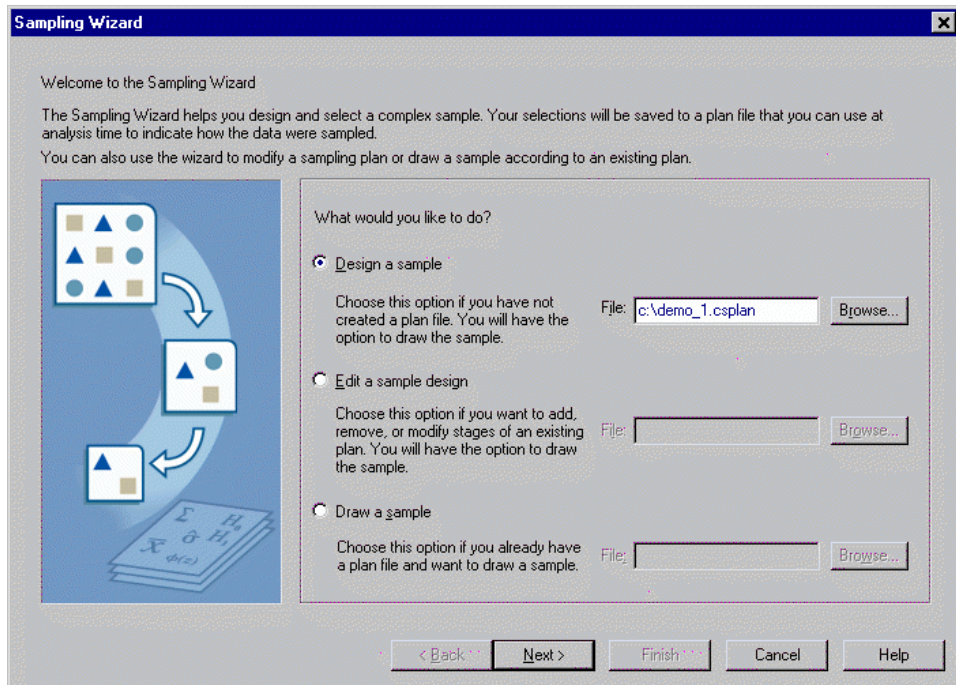 Sampling Wizard
Welcome to the Sampling Wizard
The Sampling Wizard helps you design and select a complex sample. Your selections will be saved to a plan file that you can use at
analysis time to indicate how the data were sampled.
You can also use the wizard to modify a sampling plan or draw a sample according to an existing plan.
What would you like to do?
Design a sample
Choose this option if you have not
created a plan file. You will have the
option to draw the sample.
File: c:\demo_1.csplan Browse...
Edit a sample design
Choose this option if you want to add,
remove, or modify stages of an existing
plan. You will have the option to draw
the sample.
File: Browse...
Draw a sample
Choose this option if you already have
a plan file and want to draw a sample.
File: Browse...
Σ H₀
X̄ σ̂ H₁
φ(z)
< Back Next > Finish Cancel Help